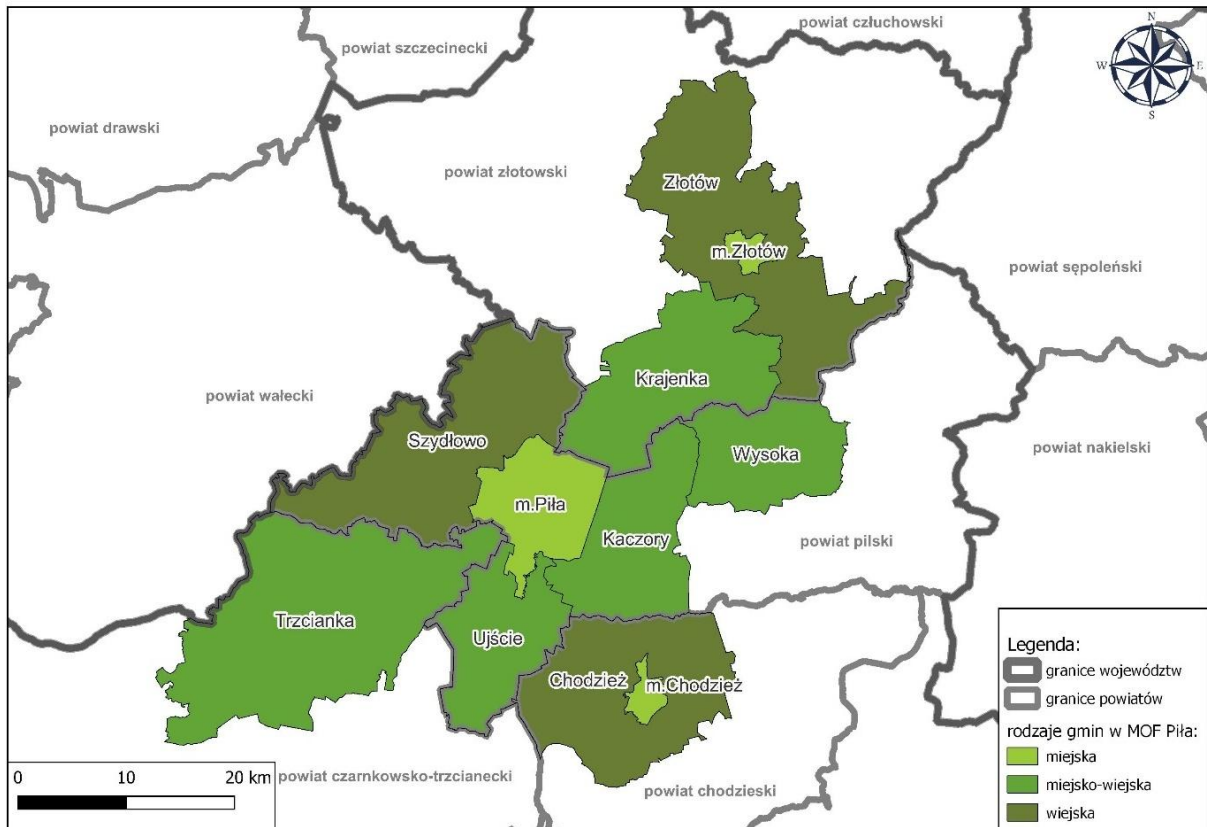 powiat człuchowski
powiat szczecinecki
N
W
E
S
powiat drawski
powiat złotowski
Złotów
m.Złotów
powiat sępoleński
Krajenka
powiat wałecki
Szydłowo
Wysoka
powiat nakielski
m.Piła
Kaczory
powiat pilski
Trzcianka
Ujście
Chodzież
m.Chodzież
powiat czarnkowsko-trzcianecki
powiat chodzieski
0 10 20 km
Legenda:
granice województw
granice powiatów
rodzaje gmin w MOF Piła:
miejska
miejsko-wiejska
wiejska